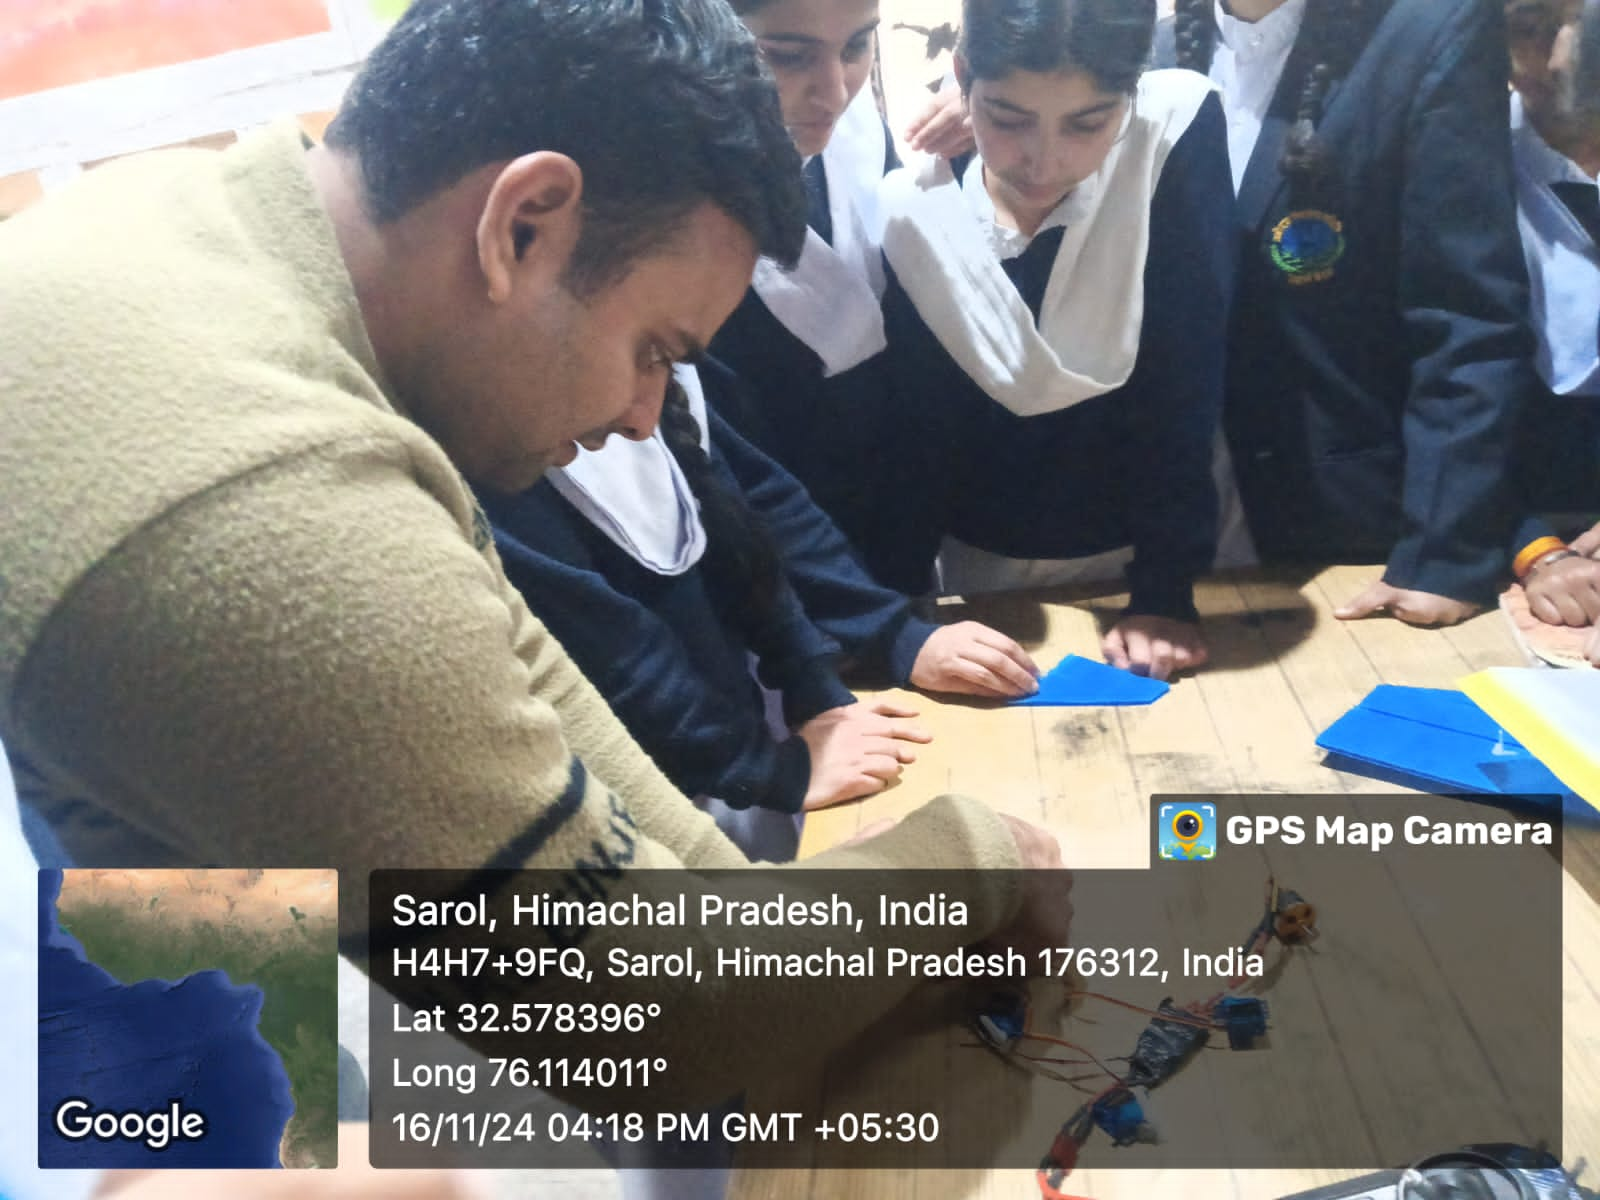 GPS Map Camera
Sarol, Himachal Pradesh, India
H4H7+9FQ, Sarol, Himachal Pradesh 176312, India
Lat 32.578396°
Long 76.114011°
16/11/24 04:18 PM GMT +05:30
Google